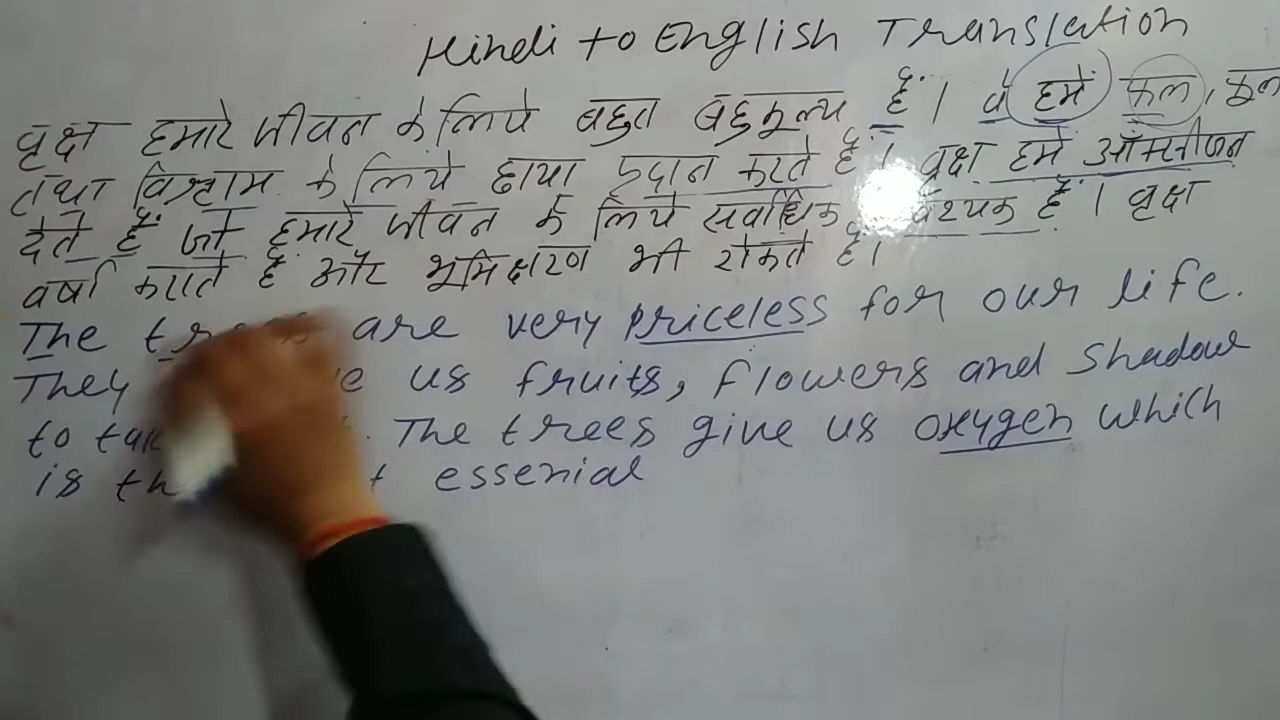 Hindi to English Translation
वृक्ष हमारे जीवन के लिये बहुत बहुमूल्य हैं। वे हमें फल, फूल
तथा विश्राम के लिये छाया प्रदान करते हैं। वृक्ष हमें ऑक्सीजन
देते हैं जो हमारे जीवन के लिये सर्वाधिक वश्यक है। वृक्ष
वर्षा कराते हैं और भूमिक्षरण भी रोकते हैं।
The trees are very priceless for our life.
They us fruits, flowers and shadow
to The trees give us oxygen which
is essenial